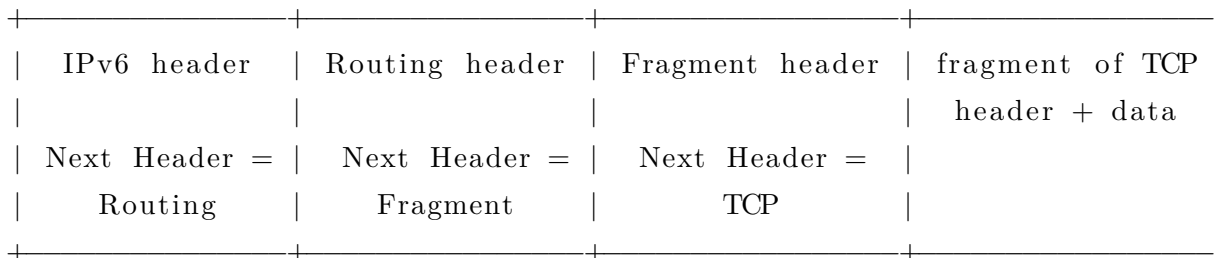 +---------------+----------------+-----------------+-----------------
| IPv6 header | Routing header | Fragment header | fragment of TCP
| | | | header + data
| Next Header = | Next Header = | Next Header = |
| Routing | Fragment | TCP |
+---------------+----------------+-----------------+-----------------